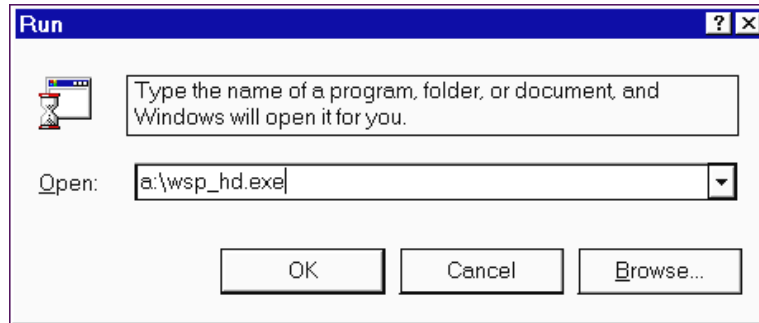 Run
Type the name of a program, folder, or document, and
Windows will open it for you.
Open: a:\wsp_hd.exe
OK Cancel Browse...